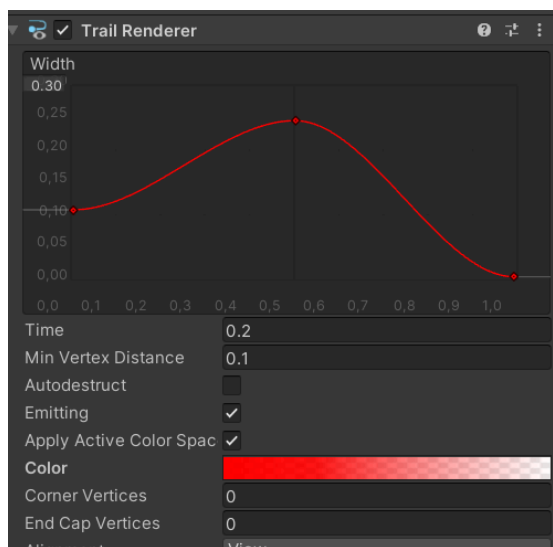 Trail Renderer
Width
0.30
0,25
0,20
0,15
0,10
0,05
0,00
0,0 0,1 0,2 0,3 0,4 0,5 0,6 0,7 0,8 0,9 1,0
Time 0.2
Min Vertex Distance 0.1
Autodestruct
Emitting
Apply Active Color Spac
Color
Corner Vertices 0
End Cap Vertices 0